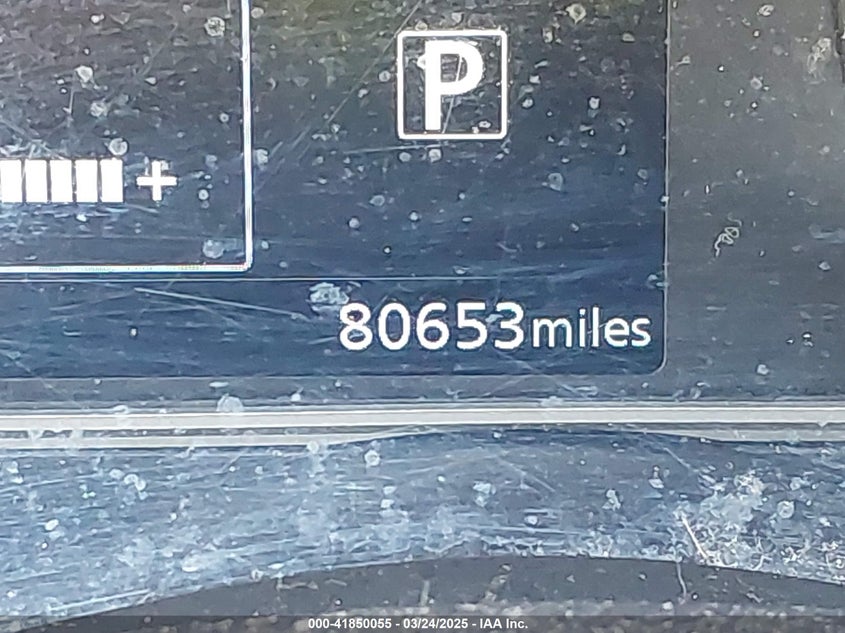 P
+
80653miles
000-41850055 - 03/24/2025 - IAA Inc.